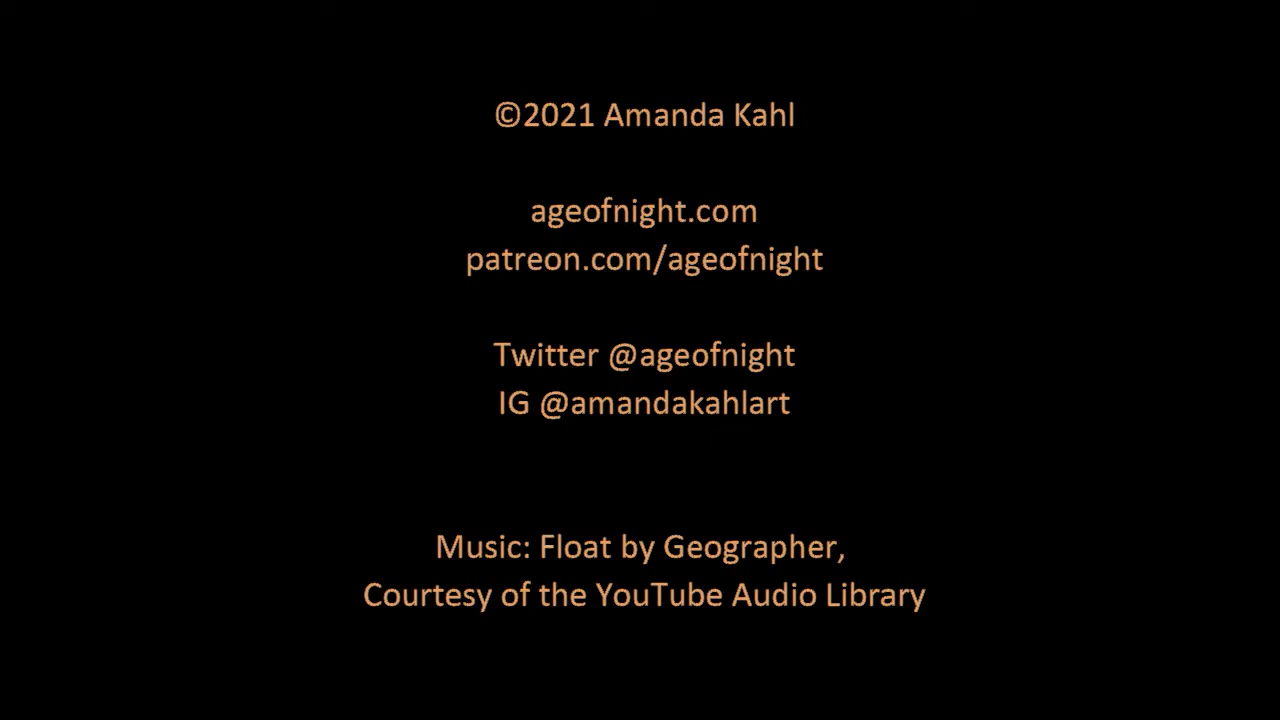 ©2021 Amanda Kahl
ageofnight.com
patreon.com/ageofnight
Twitter @ageofnight
IG @amandakahlart
Music: Float by Geographer,
Courtesy of the YouTube Audio Library